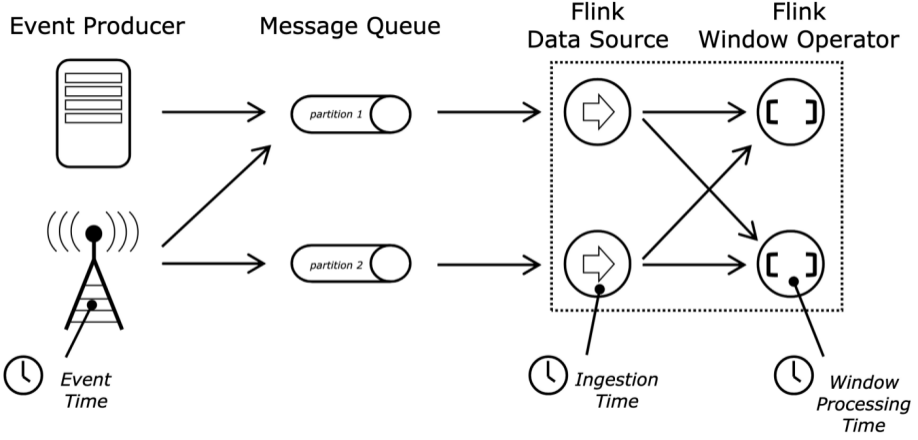 Event Producer
Message Queue
Flink
Data Source
Flink
Window Operator
partition 1
partition 2
Event
Time
Ingestion
Time
Window
Processing
Time